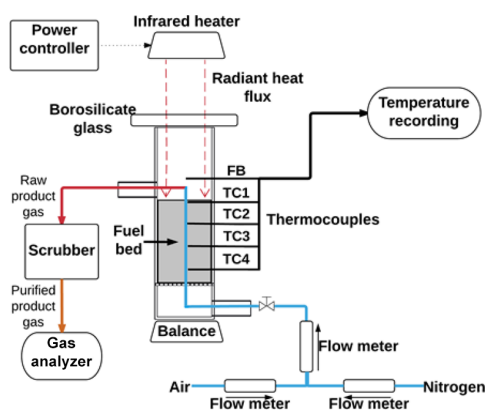 Infrared heater
Power
controller
Radiant heat
flux
Borosilicate
glass
Temperature
recording
FB
TC1
TC2
TC3
TC4
Thermocouples
Raw
product
gas
Scrubber
Fuel
bed
Purified
product
gas
Gas
analyzer
Balance
Flow meter
Air
Nitrogen
Flow meter
Flow meter